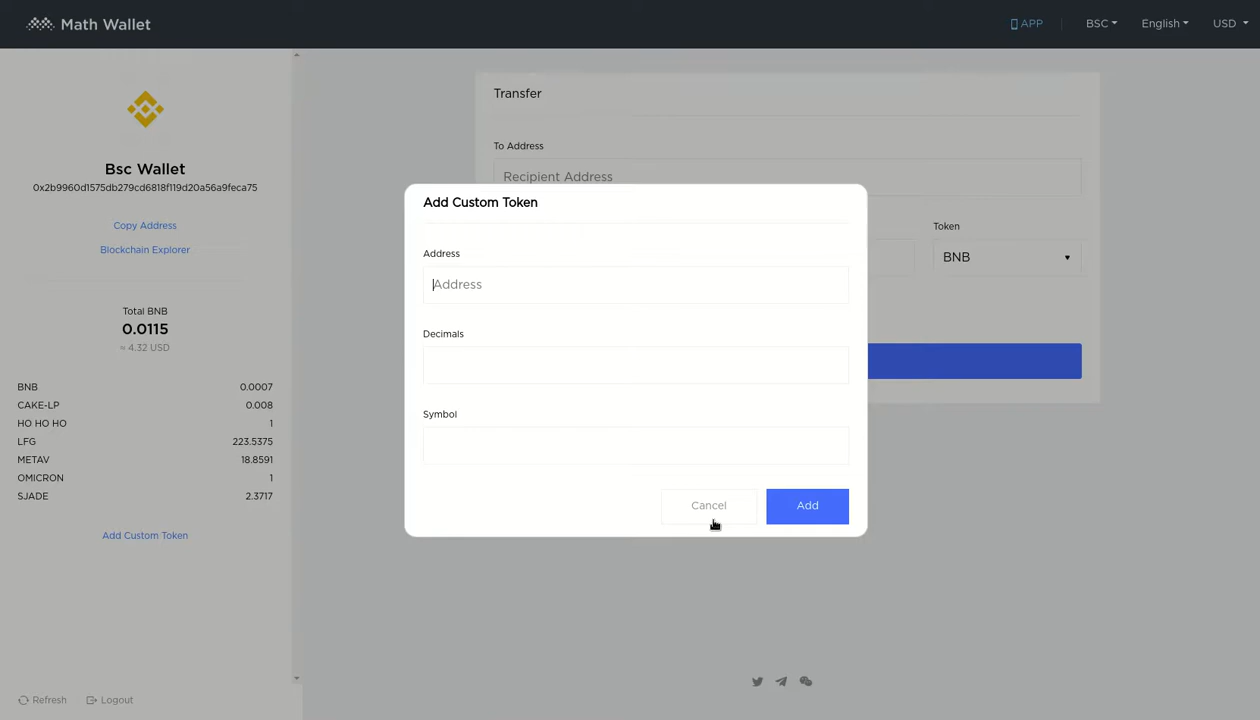 Math Wallet
APP
BSC
English
USD
Bsc Wallet
0x2b9960d1575db279cd6818f119d20a56a9feca75
Copy Address
Blockchain Explorer
Total BNB
0.0115
≈ 4.32 USD
BNB 0.0007
CAKE-LP 0.008
HO HO HO 1
LFG 223.5375
METAV 18.8591
OMICRON 1
SJADE 2.3717
Add Custom Token
Refresh
Logout
Transfer
To Address
Recipient Address
Token
BNB
Add Custom Token
Address
Address
Decimals
Symbol
Cancel
Add